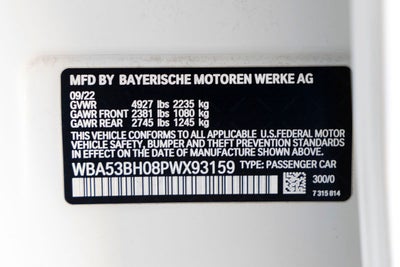 MFD BY BAYERISCHE MOTOREN WERKE AG
09/22
GVWR 4927 lbs 2235 kg
GAWR FRONT 2381 lbs 1080 kg
GAWR REAR 2745 lbs 1245 kg
THIS VEHICLE CONFORMS TO ALL APPLICABLE U.S.FEDERAL MOTOR
VEHICLE SAFETY, BUMPER, AND THEFT PREVENTION STANDARDS
IN EFFECT ON THE DATE OF MANUFACTURE SHOWN ABOVE.
WBA53BH08PWX93159 TYPE: PASSENGER CAR
300/0
7 315 614